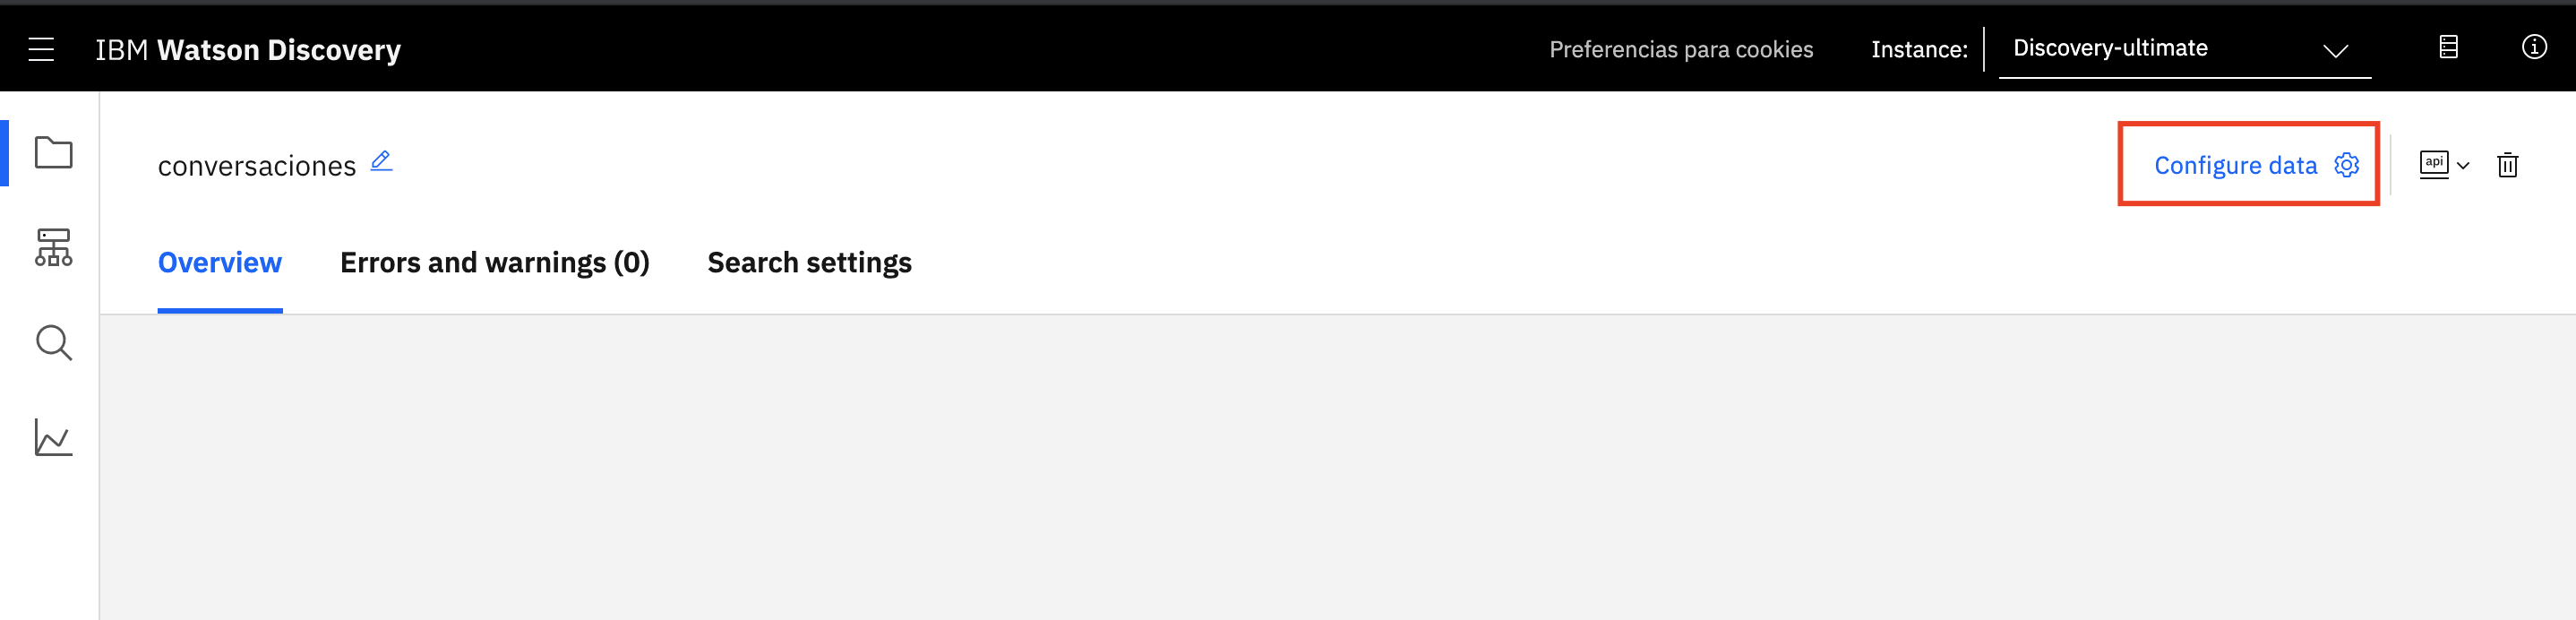 IBM Watson Discovery
Preferencias para cookies
Instance:
Discovery-ultimate
conversaciones
Configure data
api
Overview
Errors and warnings (0)
Search settings